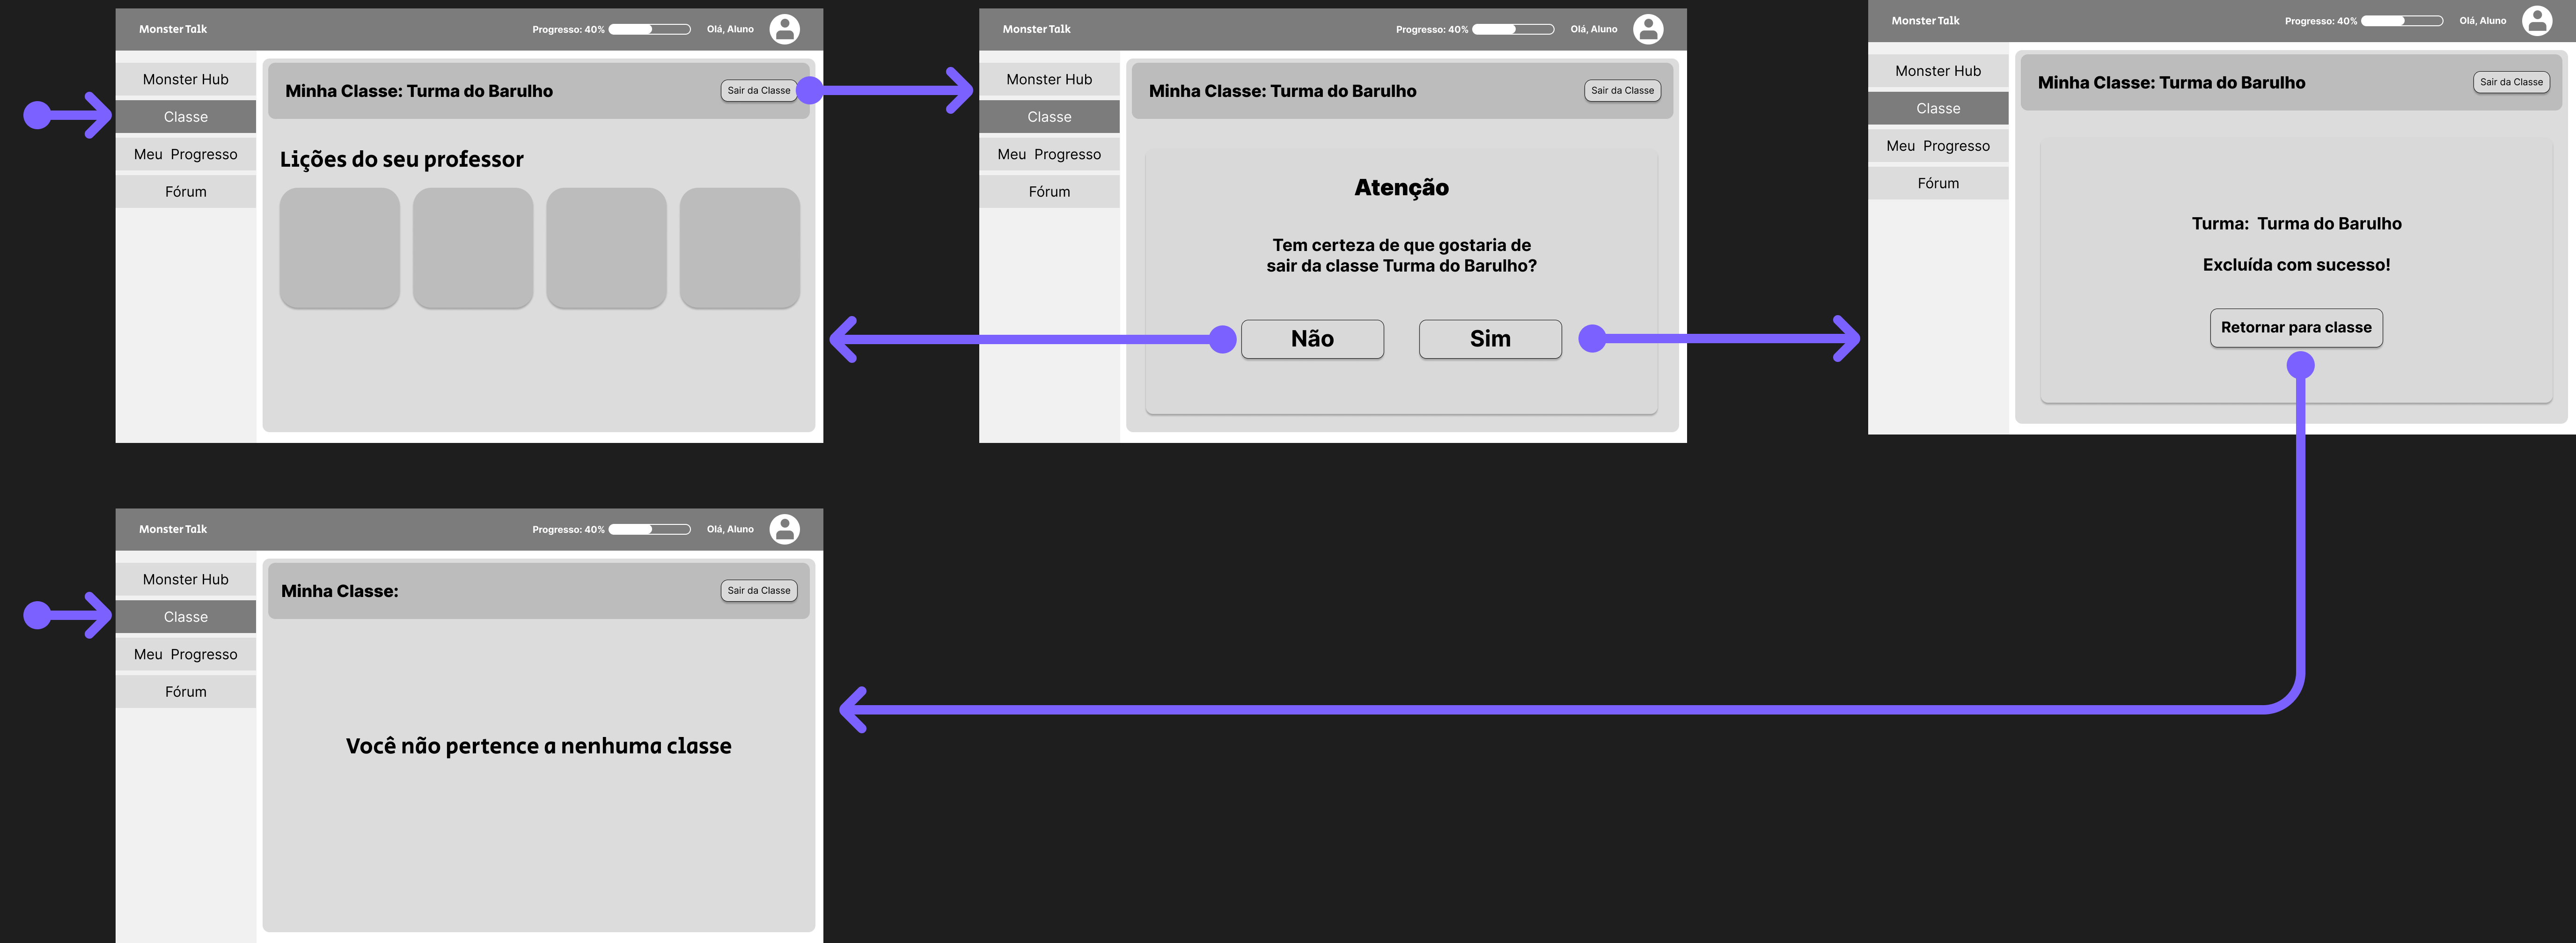 Monster Talk
Progresso: 40%
Olá, Aluno
Monster Hub
Classe
Meu Progresso
Fórum
Minha Classe: Turma do Barulho
Sair da Classe
Lições do seu professor
Monster Talk
Progresso: 40%
Olá, Aluno
Monster Hub
Classe
Meu Progresso
Fórum
Minha Classe: Turma do Barulho
Sair da Classe
Atenção
Tem certeza de que gostaria de
sair da classe Turma do Barulho?
Não
Sim
Monster Talk
Progresso: 40%
Olá, Aluno
Monster Hub
Classe
Meu Progresso
Fórum
Minha Classe: Turma do Barulho
Sair da Classe
Turma: Turma do Barulho
Excluída com sucesso!
Retornar para classe
Monster Talk
Progresso: 40%
Olá, Aluno
Monster Hub
Classe
Meu Progresso
Fórum
Minha Classe:
Sair da Classe
Você não pertence a nenhuma classe